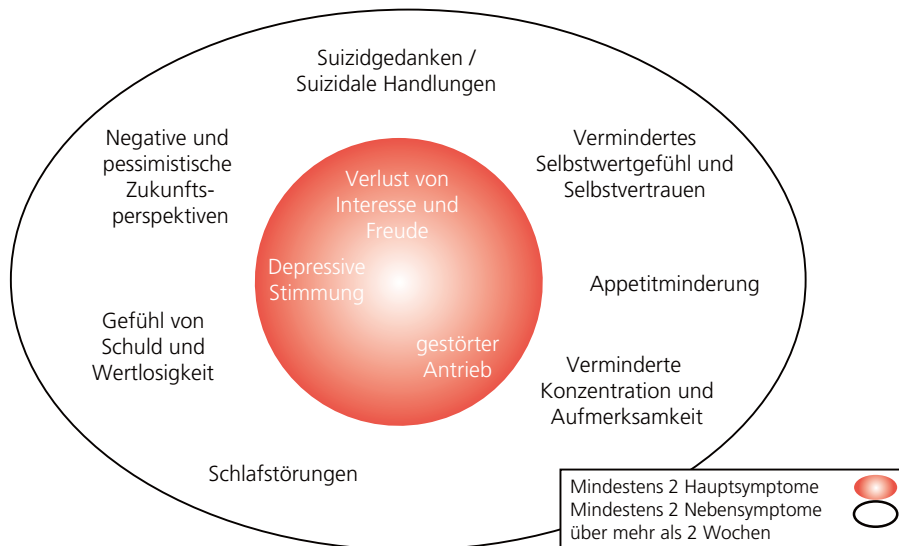 Suizidgedanken /
Suizidale Handlungen
Negative und
pessimistische
Zukunfts-
perspektiven
Vermindertes
Selbstwertgefühl und
Selbstvertrauen
Verlust von
Interesse und
Freude
Depressive
Stimmung
Appetitminderung
Gefühl von
Schuld und
Wertlosigkeit
gestörter
Antrieb
Verminderte
Konzentration und
Aufmerksamkeit
Schlafstörungen
Mindestens 2 Hauptsymptome
Mindestens 2 Nebensymptome
über mehr als 2 Wochen